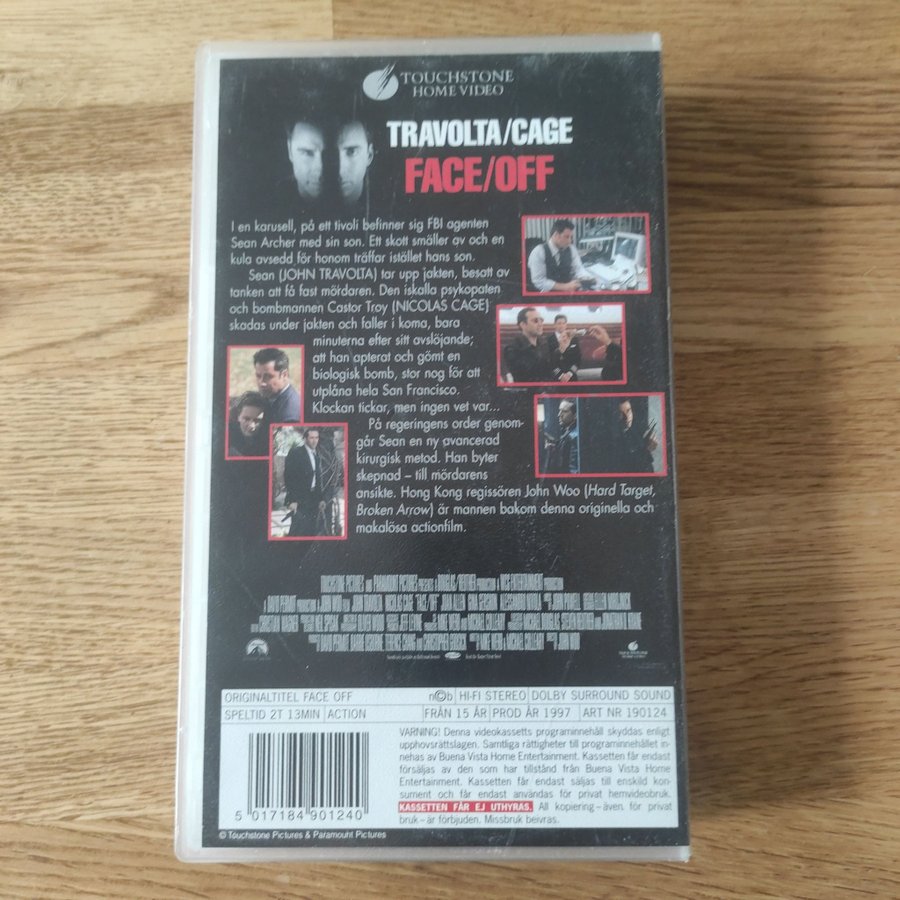 TOUCHSTONE
HOME VIDEO
TRAVOLTA/CAGE
FACE/OFF
I en karusell, på ett tivoli befinner sig FBI agenten
Sean Archer med sin son. Ett skott smäller av och en
kula avsedd för honom träffar istället hans son.
Sean (JOHN TRAVOLTA) tar upp jakten, besatt av
tanken att få fast mördaren. Den iskalla psykopaten
och bombmannen Castor Troy (NICOLAS CAGE)
skadas under jakten och faller i koma, bara
minuterna efter sitt avslöjande;
att han apterat och gömt en
biologisk bomb, stor nog för att
utplåna hela San Francisco.
Klockan tickar, men ingen vet var...
På regeringens order genom-
går Sean en ny avancerad
kirurgisk metod. Han byter
skepnad – till mördarens
ansikte. Hong Kong regissören John Woo (Hard Target,
Broken Arrow) är mannen bakom denna originella och
makalösa actionfilm.
ORIGINALTITEL FACE OFF
n©b HI-FI STEREO DOLBY SURROUND SOUND
SPELTID 2T 13MIN ACTION
FRÅN 15 ÅR PROD ÅR 1997 ART NR 190124
VARNING! Denna videokassetts programinnehåll skyddas enligt
upphovsrättslagen. Samtliga rättigheter till programinnehållet in-
nehas av Buena Vista Home Entertainment. Kassetten får endast
försäljas av den som har tillstånd från Buena Vista Home
Entertainment. Kassetten får endast säljas till enskild kon-
sument och får endast användas för privat hemvideobruk.
KASSETTEN FÅR EJ UTHYRAS. All kopiering – även för privat
bruk – är förbjuden. Missbruk beivras.
5 017184 901240
© Touchstone Pictures & Paramount Pictures